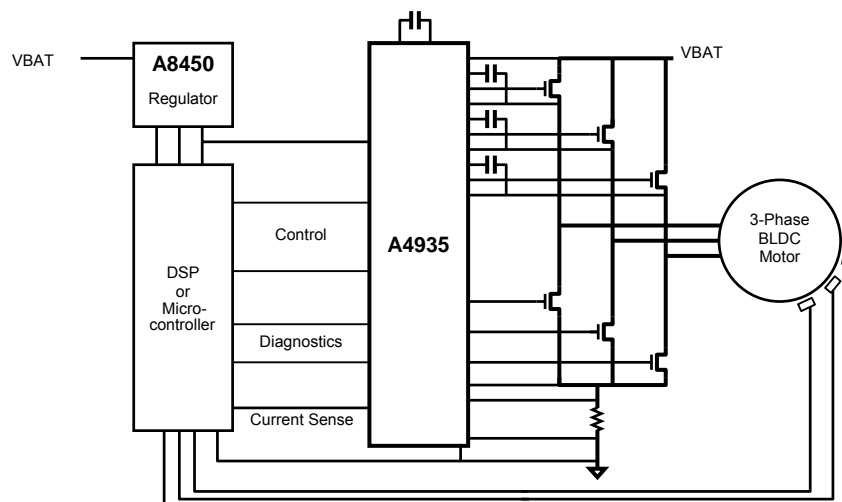 VBAT
A8450
Regulator
VBAT
Control
A4935
DSP
or
Micro-
controller
Diagnostics
Current Sense
3-Phase
BLDC
Motor